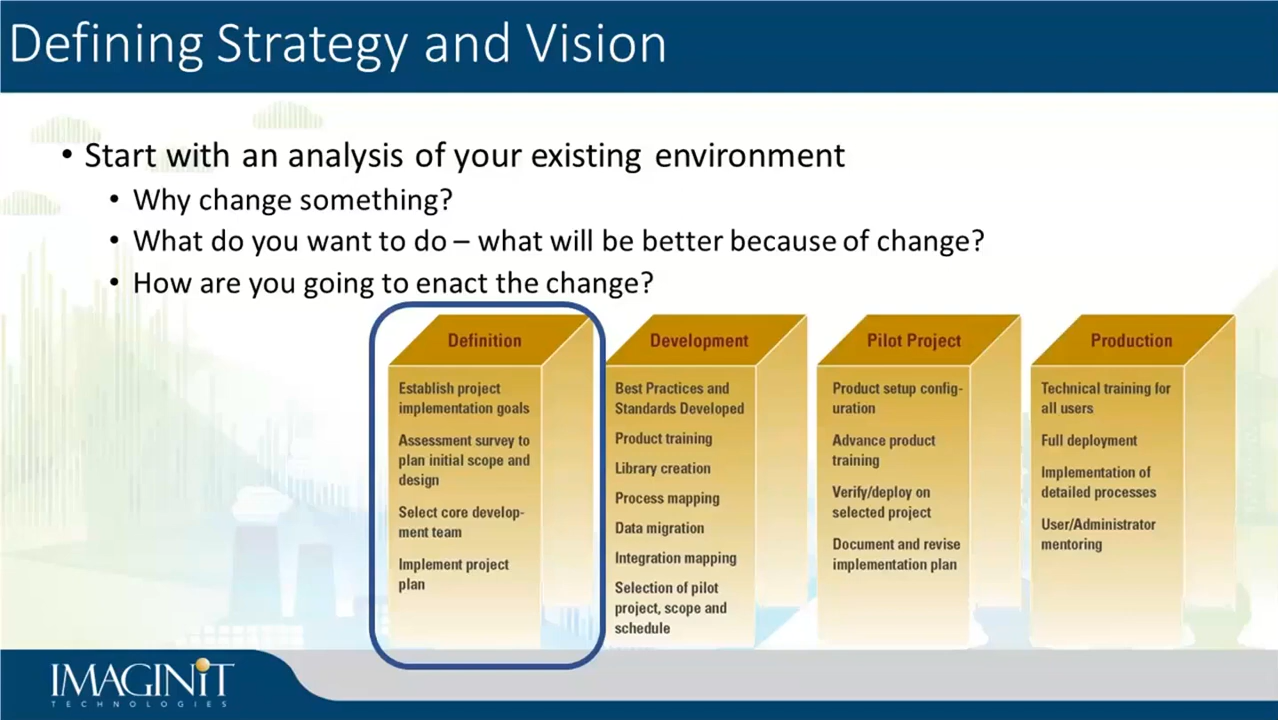 Defining Strategy and Vision
• Start with an analysis of your existing environment
• Why change something?
• What do you want to do – what will be better because of change?
• How are you going to enact the change?
Definition
Establish project
implementation goals
Assessment survey to
plan initial scope and
design
Select core develop-
ment team
Implement project
plan
Development
Best Practices and
Standards Developed
Product training
Library creation
Process mapping
Data migration
Integration mapping
Selection of pilot
project, scope and
schedule
Pilot Project
Product setup config-
uration
Advance product
training
Verify/deploy on
selected project
Document and revise
implementation plan
Production
Technical training for
all users
Full deployment
Implementation of
detailed processes
User/Administrator
mentoring
IMAGINiT
TECHNOLOGIES